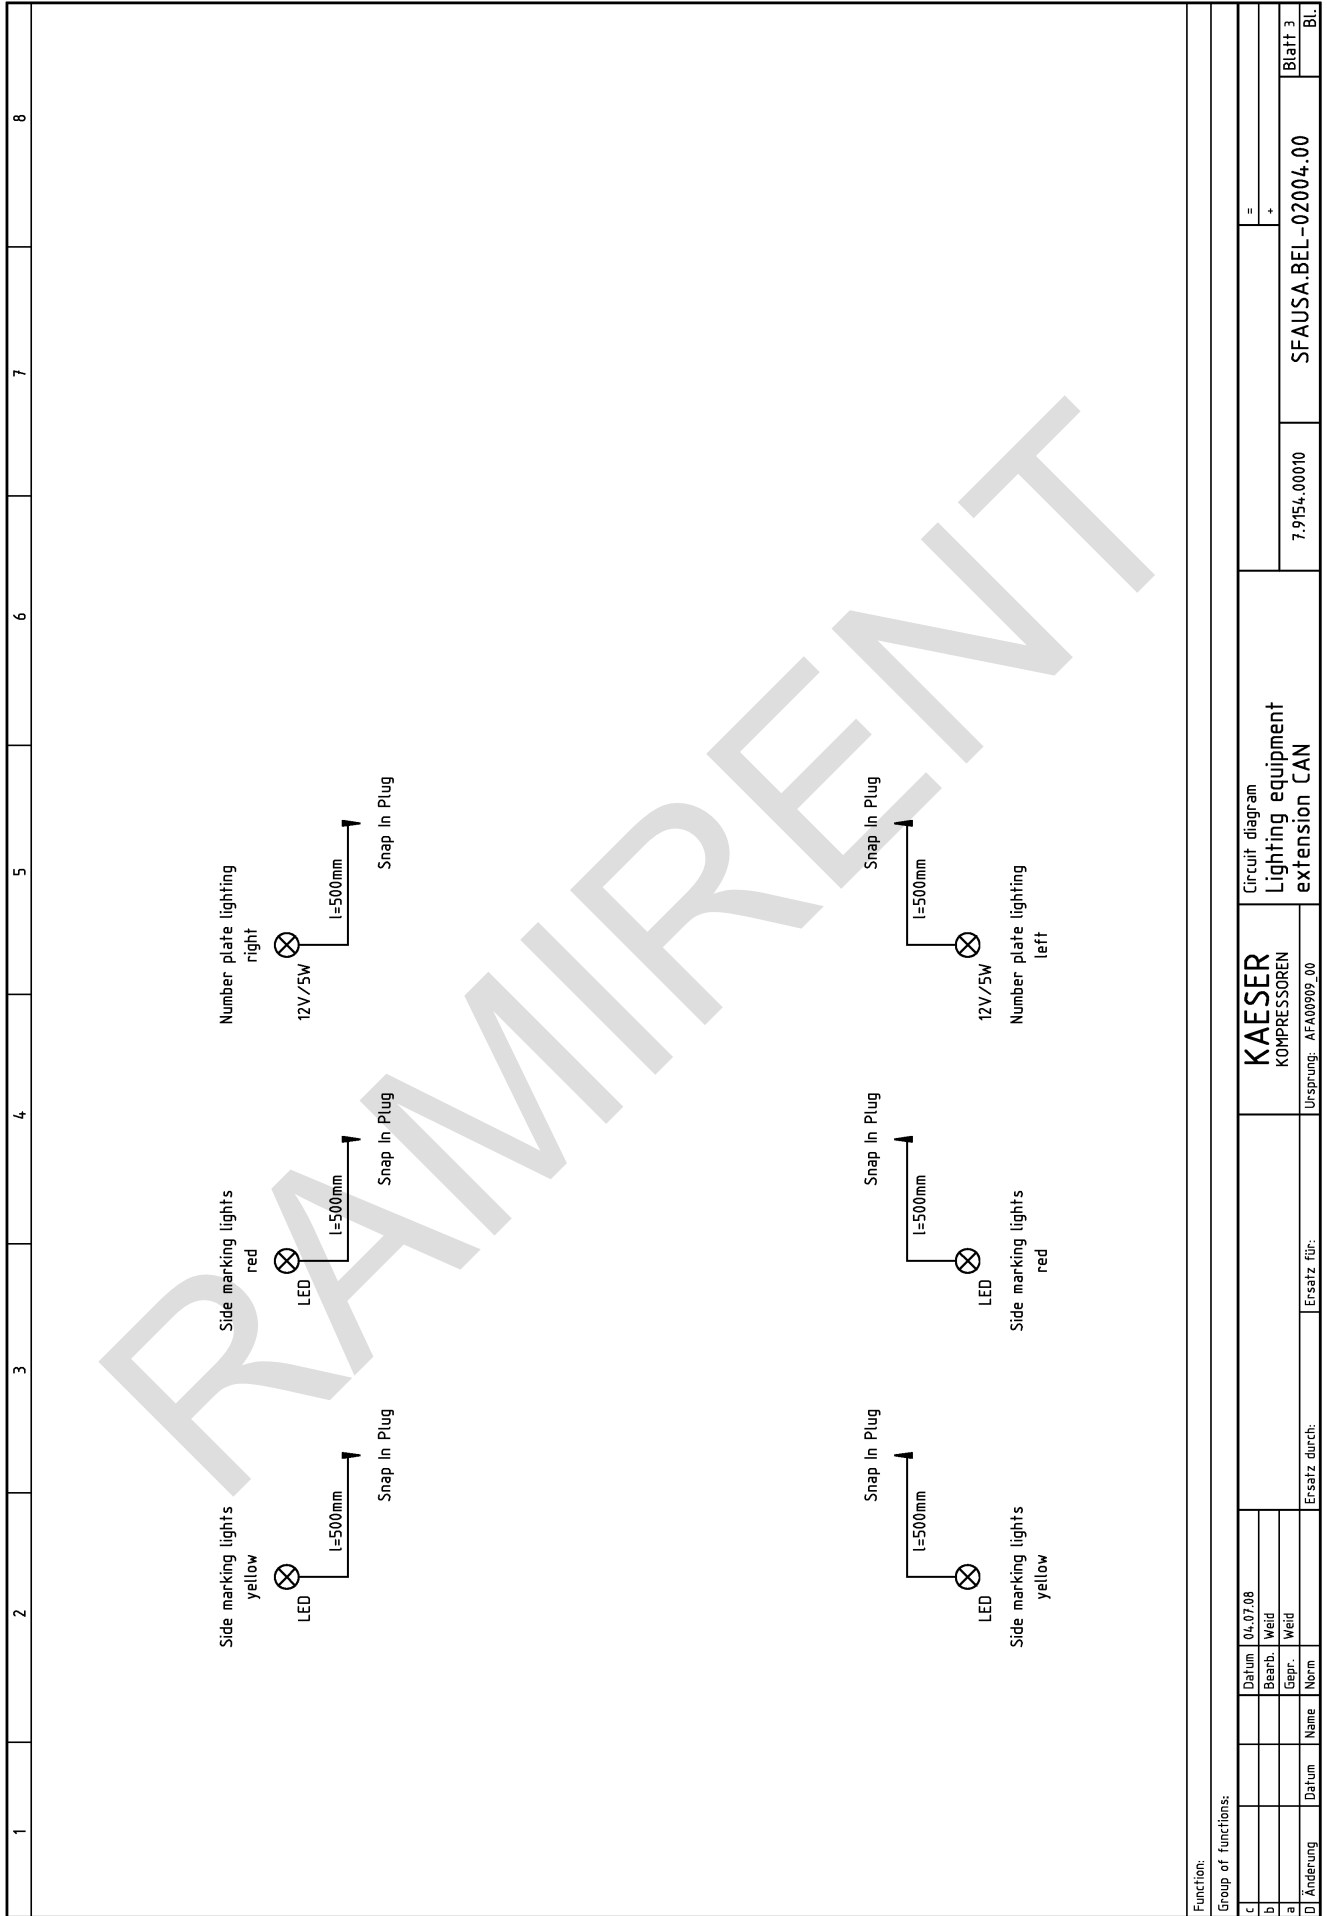 1
2
3
4
5
6
7
8
Side marking lights
yellow
LED
l=500mm
Snap In Plug
Side marking lights
red
LED
l=500mm
Snap In Plug
Number plate lighting
right
12V/5W
l=500mm
Snap In Plug
Snap In Plug
l=500mm
LED
Side marking lights
yellow
Snap In Plug
l=500mm
LED
Side marking lights
red
Snap In Plug
l=500mm
12V/5W
Number plate lighting
left
RAMIRENT
Function:
Group of functions:
c
b
a
D Änderung Datum Name Norm
Datum 04.07.08
Bearb. Weid
Gepr. Weid
Ersatz durch:
Ersatz für:
KAESER
KOMPRESSOREN
Ursprung: AFA00909_00
Circuit diagram
Lighting equipment
extension CAN
7.9154.00010
=
+
SFAUSA.BEL-02004.00
Blatt 3
Bl.